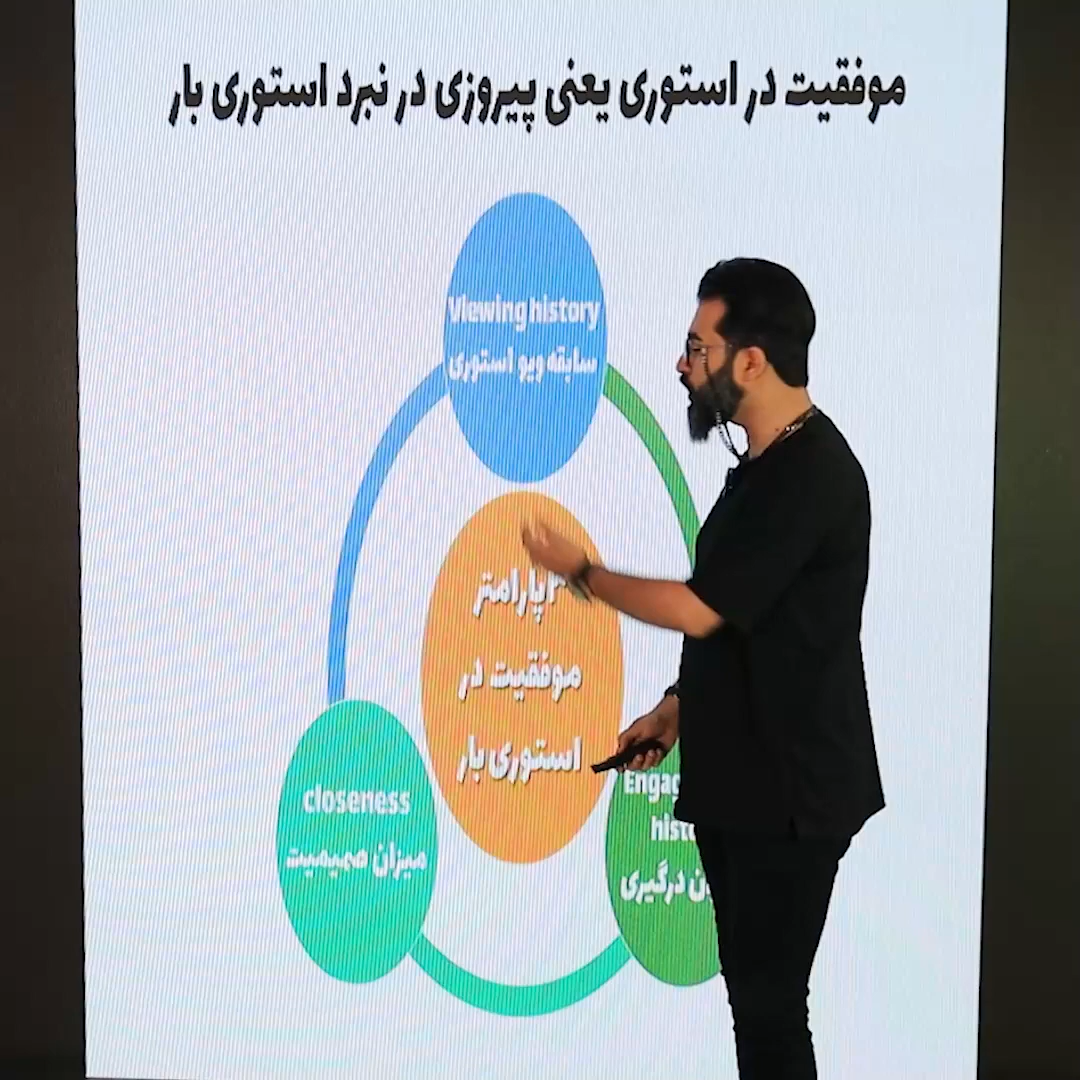 موفقیت در استوری یعنی پیروزی در نبرد استوری بار
Viewing history
سابقه ویو استوری
پارامتر
موفقیت در
استوری بار
closeness
میزان صمیمیت
درگیری